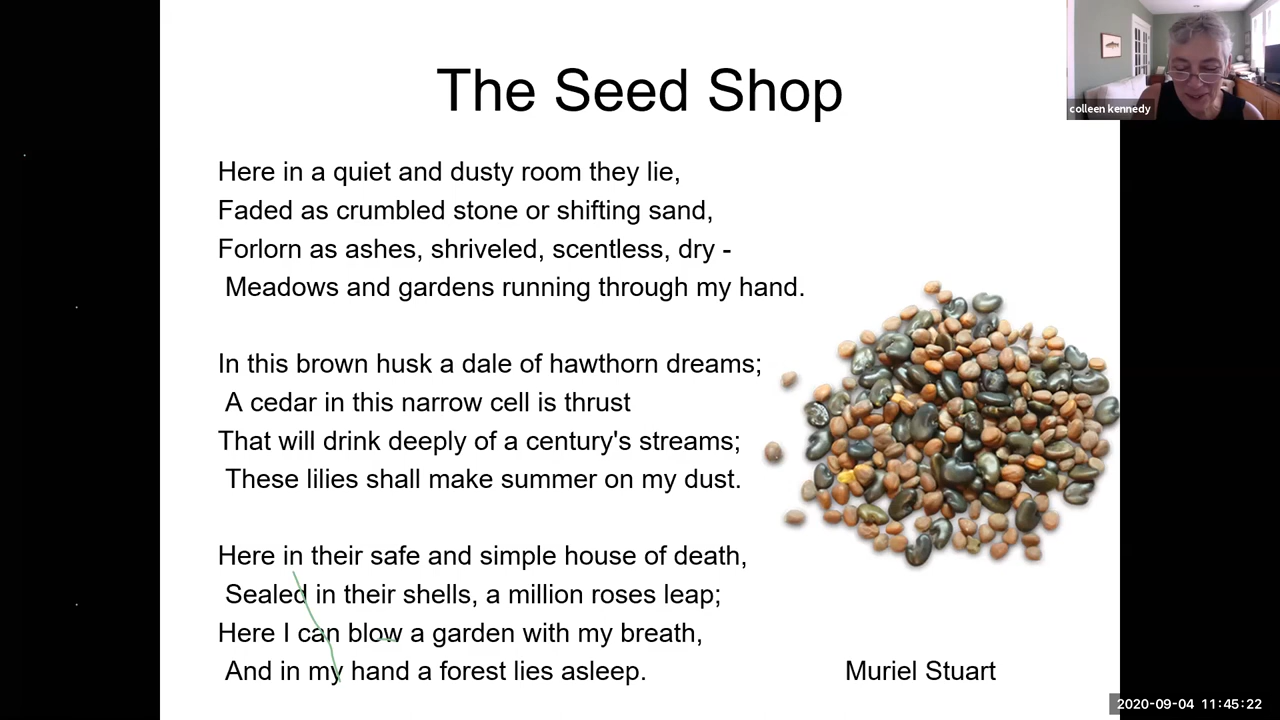 The Seed Shop
colleen kennedy
Here in a quiet and dusty room they lie,
Faded as crumbled stone or shifting sand,
Forlorn as ashes, shriveled, scentless, dry -
Meadows and gardens running through my hand.
In this brown husk a dale of hawthorn dreams;
A cedar in this narrow cell is thrust
That will drink deeply of a century's streams;
These lilies shall make summer on my dust.
Here in their safe and simple house of death,
Sealed in their shells, a million roses leap;
Here I can blow a garden with my breath,
And in my hand a forest lies asleep.
Muriel Stuart
2020-09-04 11:45:22